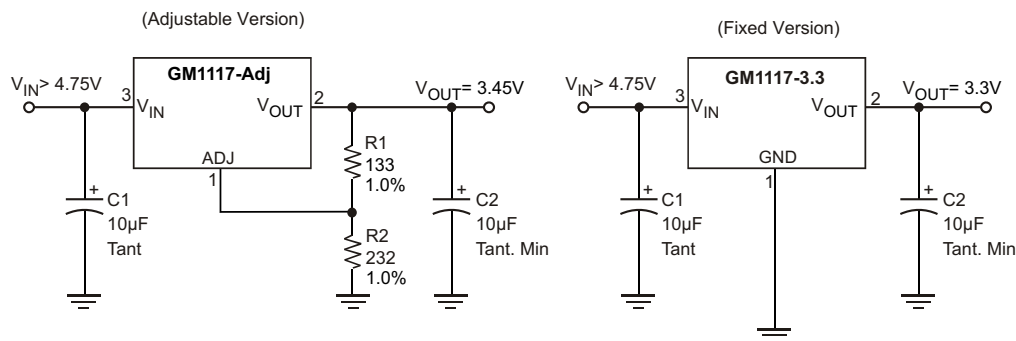 (Adjustable Version)
GM1117-Adj
VIN> 4.75V
3
VIN
VOUT
2
VOUT= 3.45V
ADJ
1
R1
133
1.0%
R2
232
1.0%
+
C1
10µF
Tant
+
C2
10µF
Tant. Min
(Fixed Version)
GM1117-3.3
VIN> 4.75V
3
VIN
VOUT
2
VOUT= 3.3V
GND
1
+
C1
10µF
Tant
+
C2
10µF
Tant. Min